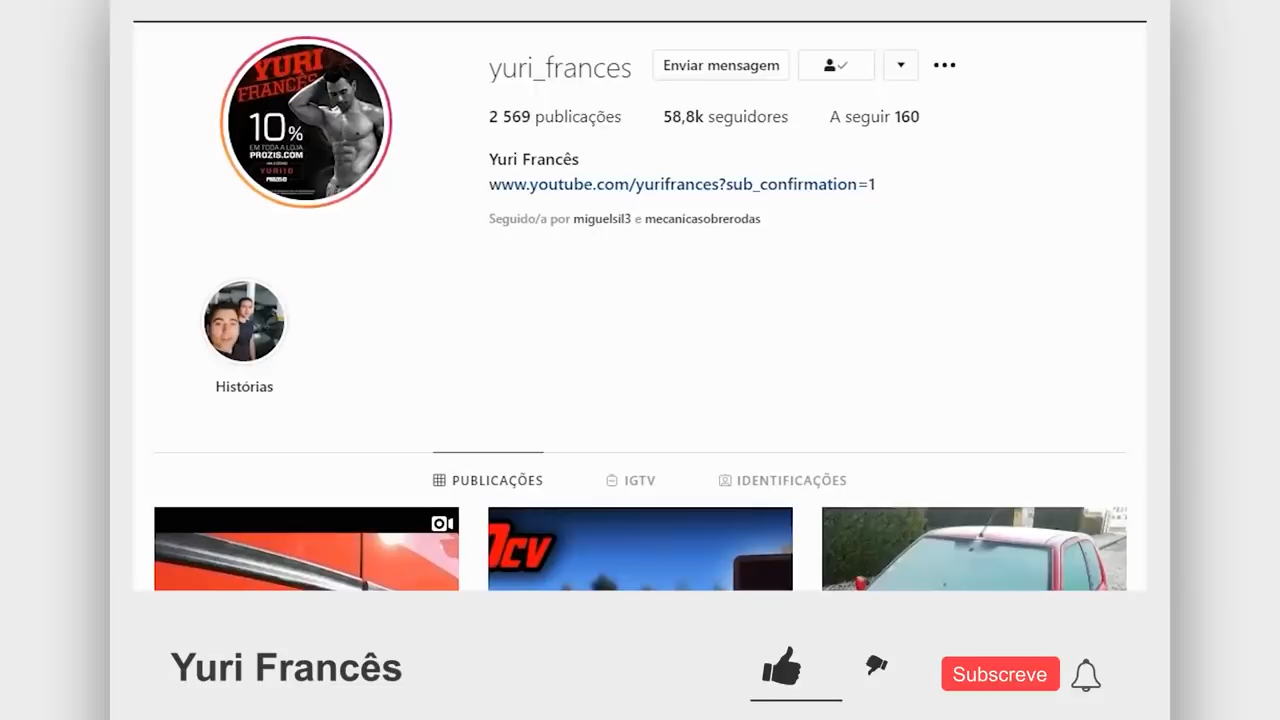 yuri_frances
Enviar mensagem
2 569 publicações 58,8k seguidores A seguir 160
Yuri Francês
www.youtube.com/yurifrances?sub_confirmation=1
Seguido/a por miguelsil3 e mecanicasobrerodas
YURI
FRANCÊS
10%
EM TODA A LOJA
PROZIS.COM
YURI10
PROZIS
Histórias
PUBLICAÇÕES IGTV IDENTIFICAÇÕES
0CV
Yuri Francês
Subscreve